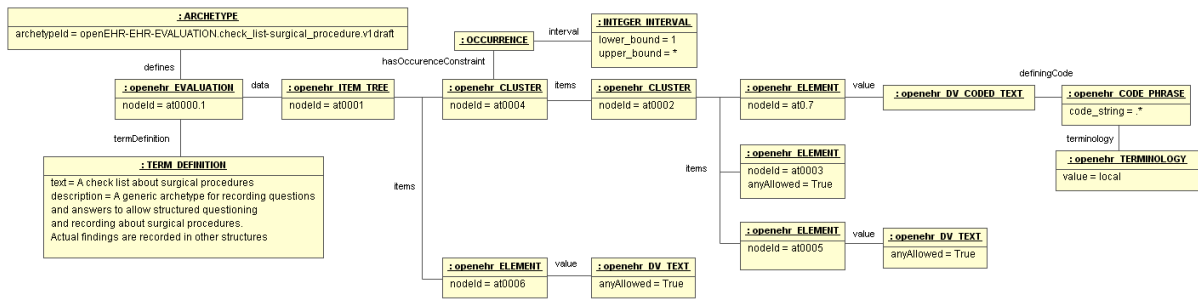 : ARCHETYPE
archetypeId = openEHR-EHR-EVALUATION.check_list-surgical_procedure.v1draft
defines
: openehr_EVALUATION
nodeId = at0000.1
data
: openehr_ITEM_TREE
nodeId = at0001
termDefinition
: TERM_DEFINITION
text = A check list about surgical procedures
description = A generic archetype for recording questions
and answers to allow structured questioning
and recording about surgical procedures.
Actual findings are recorded in other structures
: OCCURRENCE
interval
: INTEGER_INTERVAL
lower_bound = 1
upper_bound = *
hasOccurenceConstraint
: openehr_CLUSTER
nodeId = at0004
items
: openehr_CLUSTER
nodeId = at0002
items
: openehr_ELEMENT
nodeId = at0006
value
: openehr_DV_TEXT
anyAllowed = True
: openehr_ELEMENT
nodeId = at0.7
value
: openehr_DV_CODED_TEXT
definingCode
: openehr_CODE_PHRASE
code_string = .*
terminology
: openehr_TERMINOLOGY
value = local
items
: openehr_ELEMENT
nodeId = at0003
anyAllowed = True
: openehr_ELEMENT
nodeId = at0005
value
: openehr_DV_TEXT
anyAllowed = True